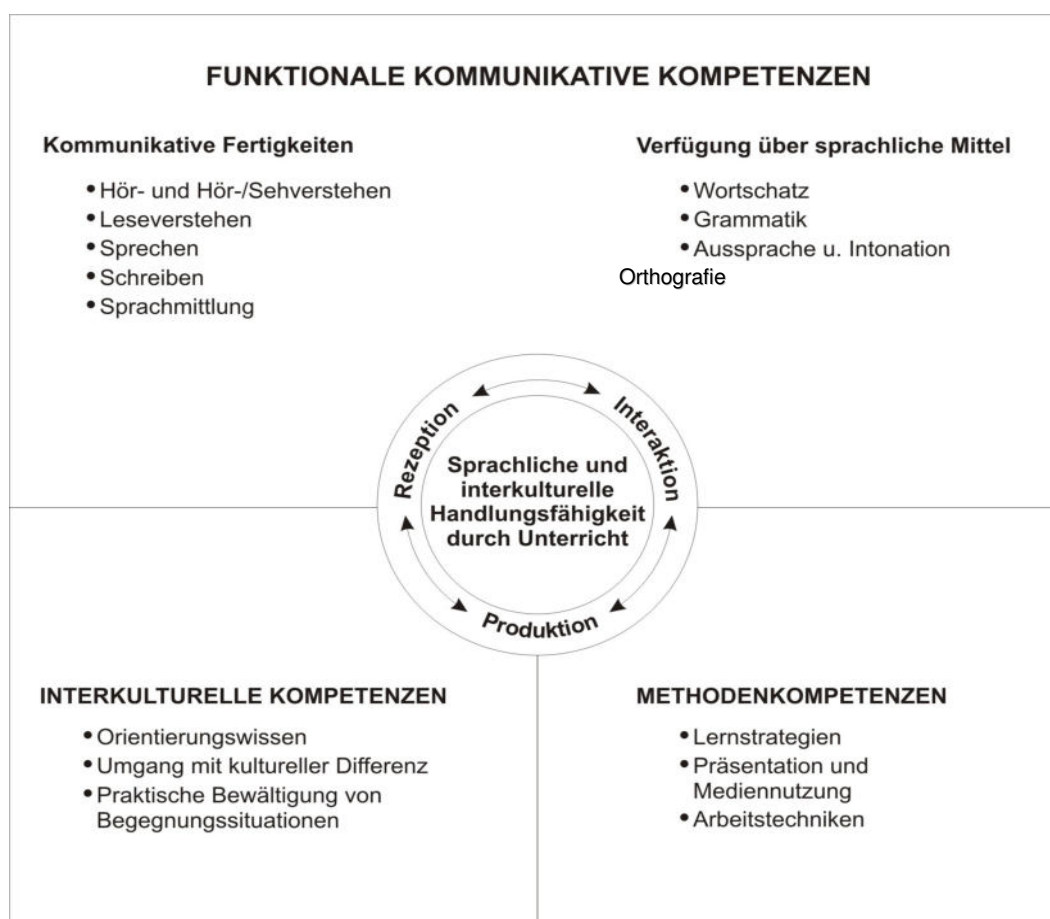 FUNKTIONALE KOMMUNIKATIVE KOMPETENZEN
Kommunikative Fertigkeiten
• Hör- und Hör-/Sehverstehen
• Leseverstehen
• Sprechen
• Schreiben
• Sprachmittlung
Verfügung über sprachliche Mittel
• Wortschatz
• Grammatik
• Aussprache u. Intonation
Orthografie
Rezeption
Interaktion
Produktion
Sprachliche und
interkulturelle
Handlungsfähigkeit
durch Unterricht
INTERKULTURELLE KOMPETENZEN
• Orientierungswissen
• Umgang mit kultureller Differenz
• Praktische Bewältigung von
Begegnungssituationen
METHODENKOMPETENZEN
• Lernstrategien
• Präsentation und
Mediennutzung
• Arbeitstechniken